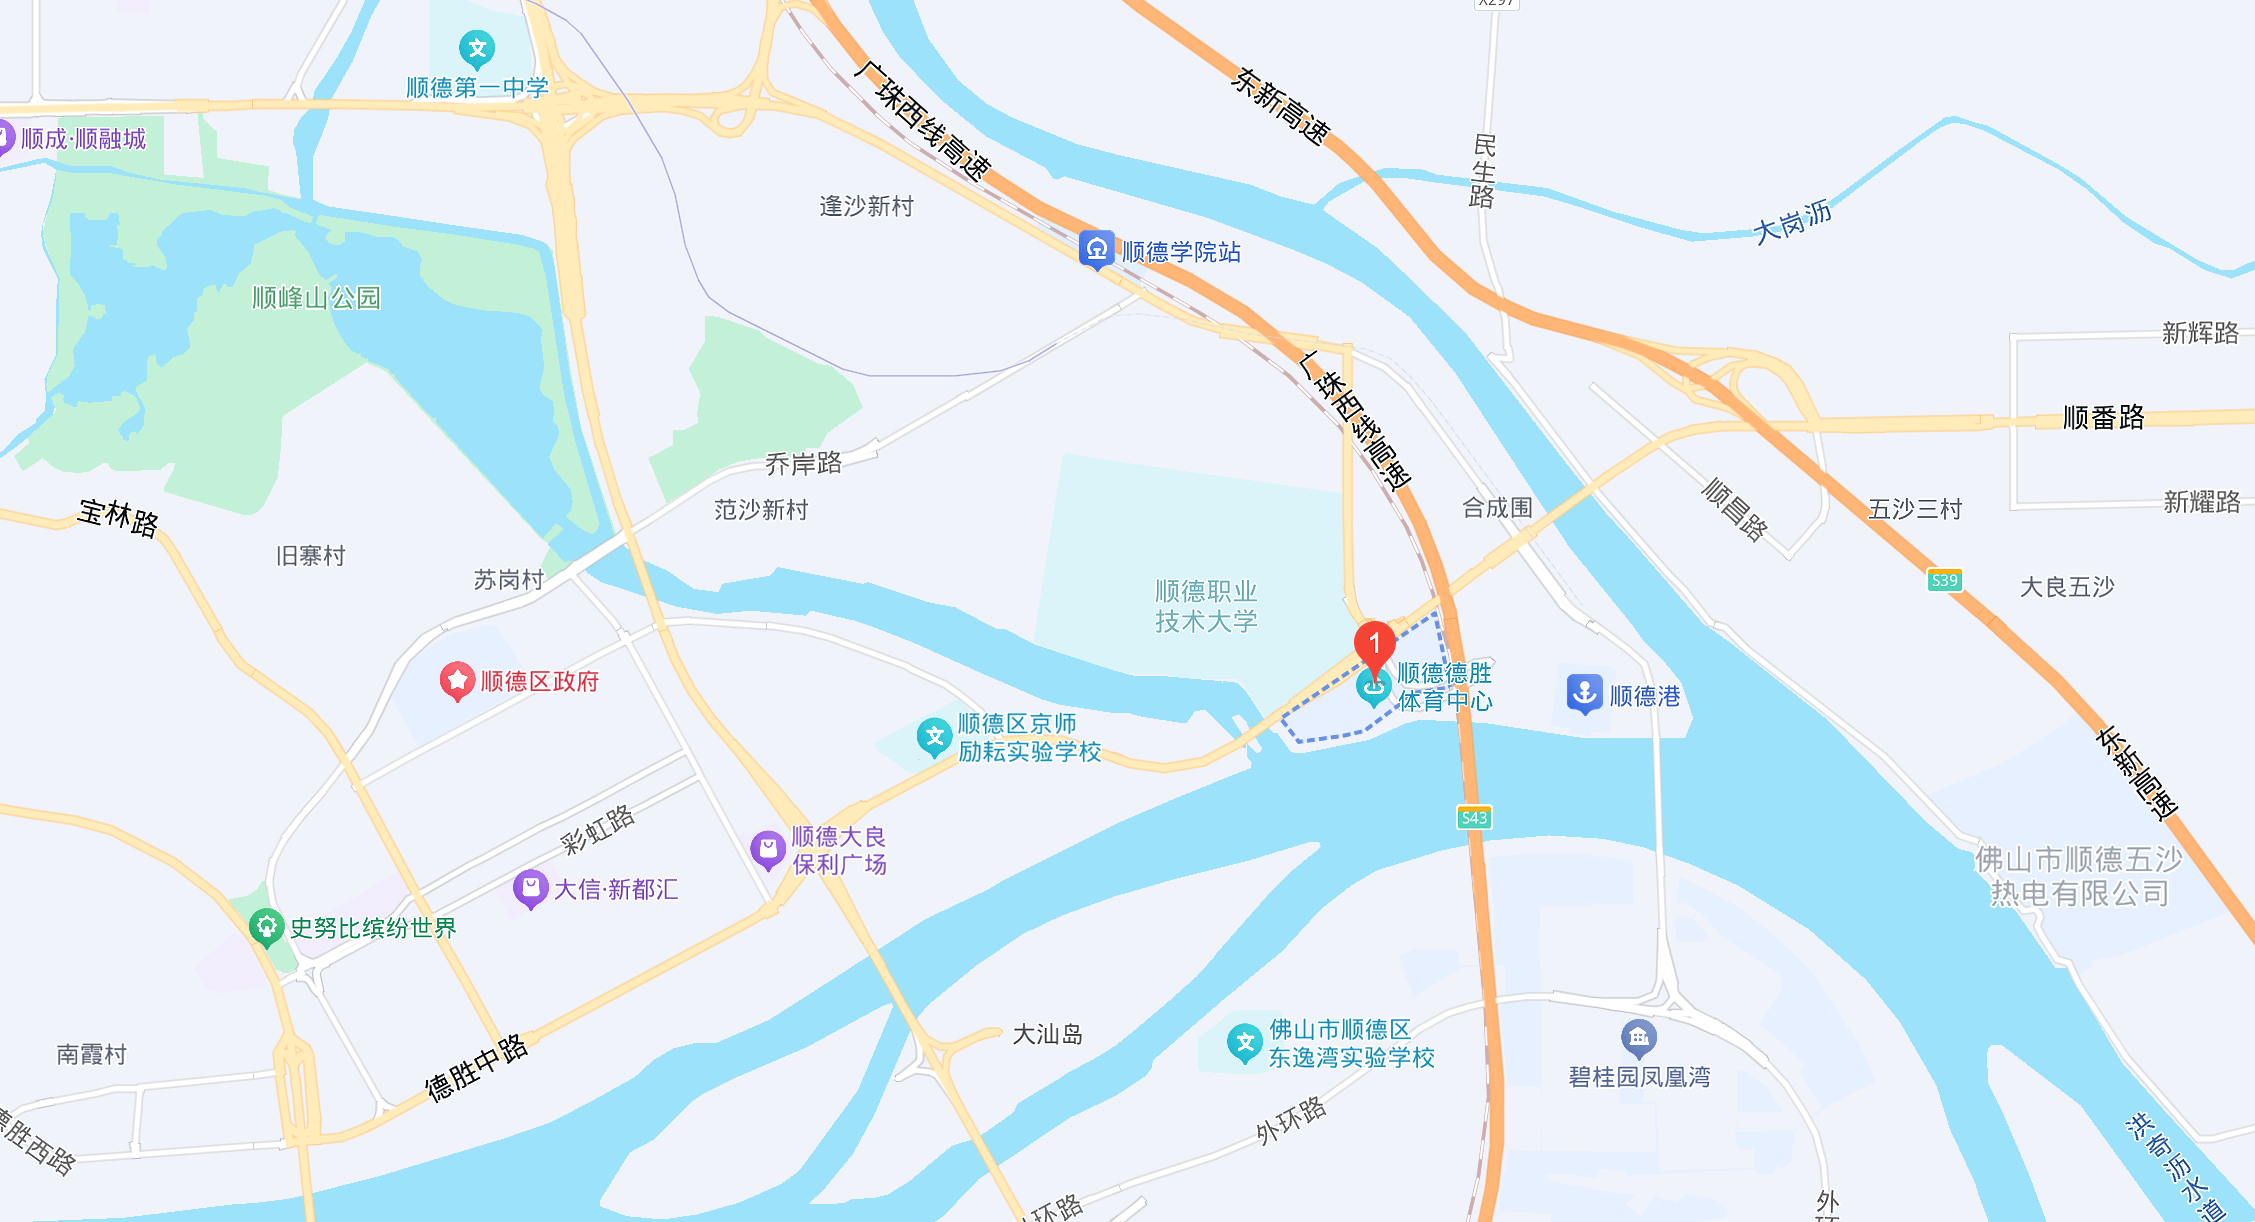 X297
顺德第一中学
顺成·顺融城
广珠西线高速
东新高速
民生路
大岗沥
逢沙新村
顺德学院站
顺峰山公园
新辉路
广珠西线高速
顺番路
乔岸路
范沙新村
合成围
顺昌路
五沙三村
新耀路
宝林路
旧寨村
苏岗村
顺德职业
技术大学
S39
大良五沙
1
顺德区政府
顺德德胜
体育中心
顺德港
顺德区京师
励耘实验学校
东新高速
S43
彩虹路
顺德大良
保利广场
大信·新都汇
佛山市顺德五沙
热电有限公司
史努比缤纷世界
南霞村
德胜中路
大汕岛
佛山市顺德区
东逸湾实验学校
碧桂园凤凰湾
外环路
德胜西路
洪奇沥水道
环路
外环